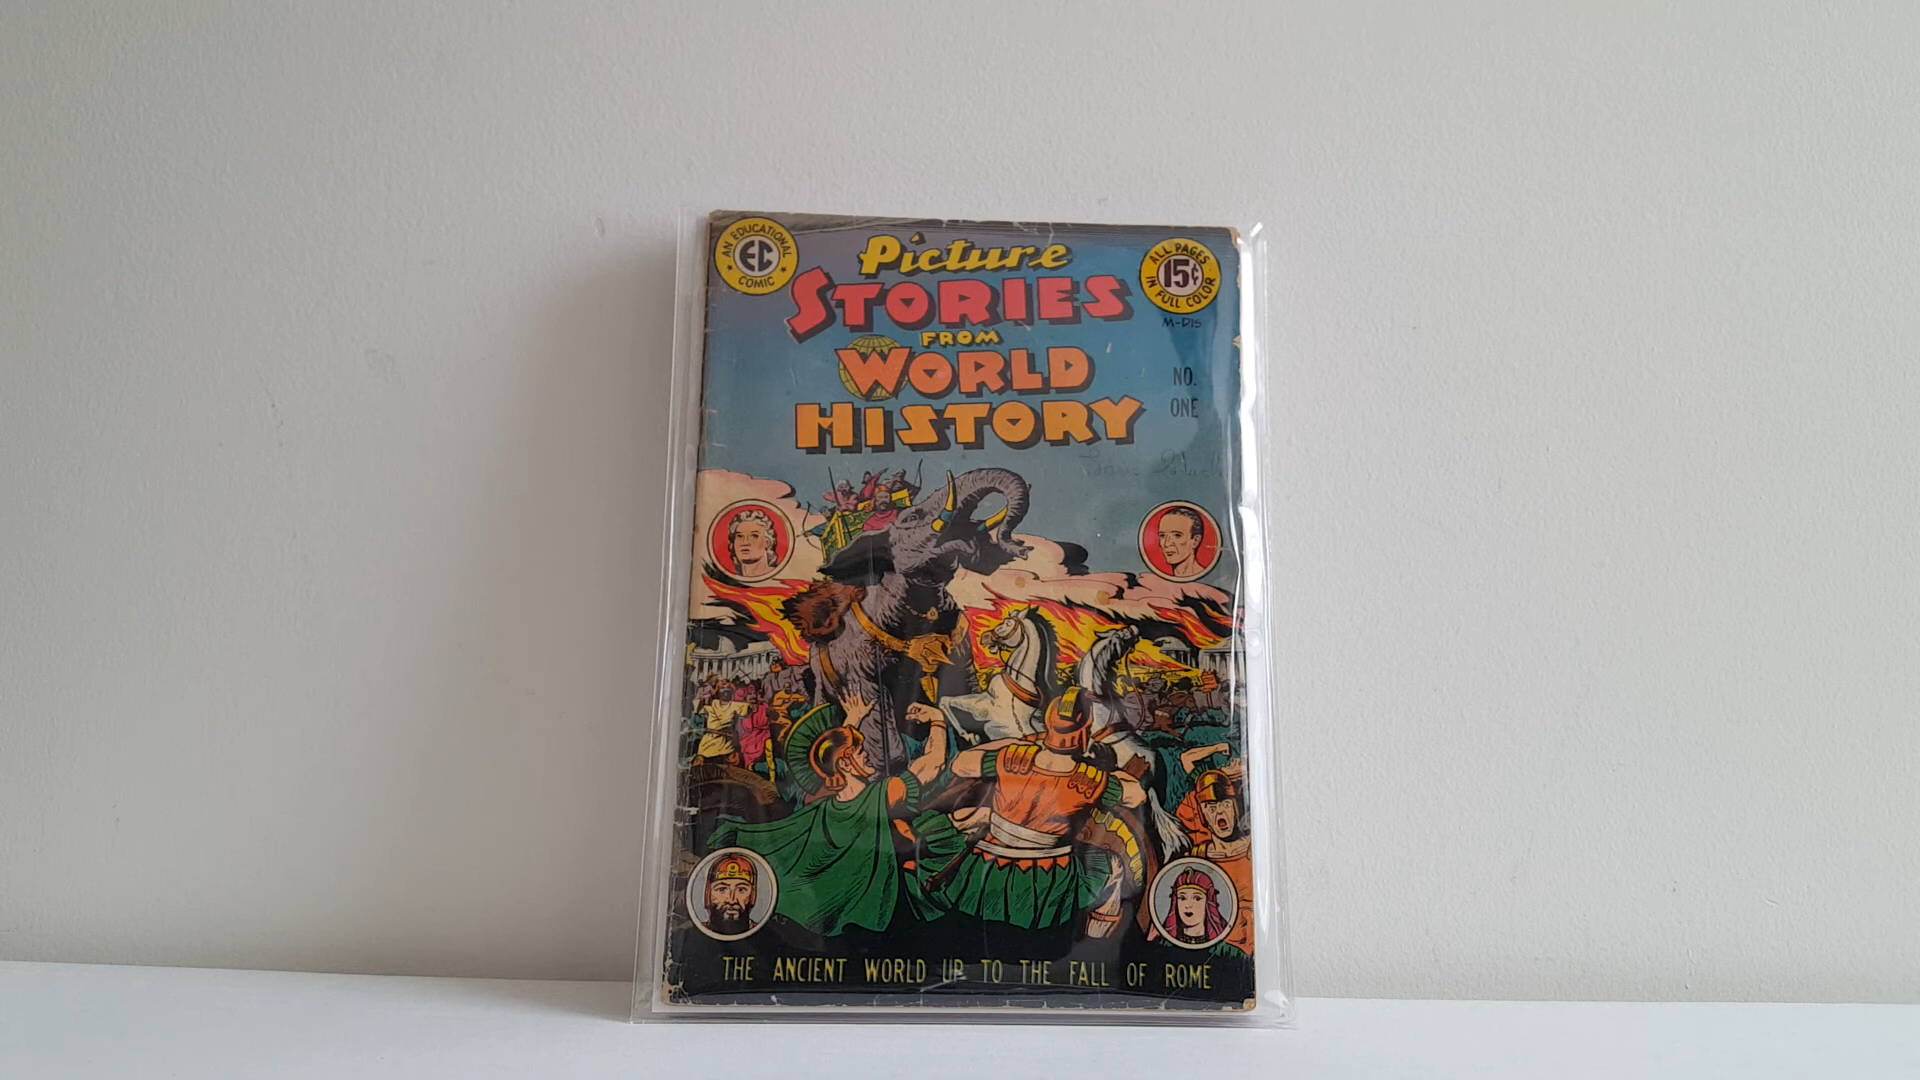 AN EDUCATIONAL
EC
COMIC
Picture
STORIES
FROM
WORLD
HISTORY
ALL PAGES
15¢
IN FULL COLOR
M-DIS
NO.
ONE
THE ANCIENT WORLD UP TO THE FALL OF ROME